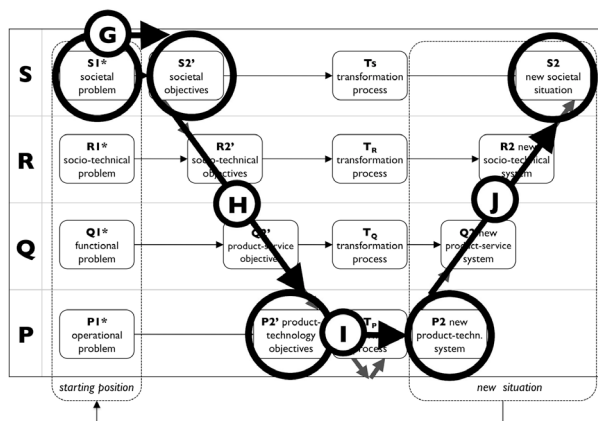 G
S
S1*
societal
problem
S2'
societal
objectives
Ts
transformation
process
S2
new societal
situation
R
R1*
socio-technical
problem
R2'
socio-technical
objectives
TR
transformation
process
R2 new
socio-technical
system
H
J
Q
Q1*
functional
problem
Q2'
product-service
objective
TQ
transformation
process
Q2 new
product-service
system
P
P1*
operational
problem
P2' product-
technology
objectives
I
TP
process
P2 new
product-techn.
system
starting position
new situation